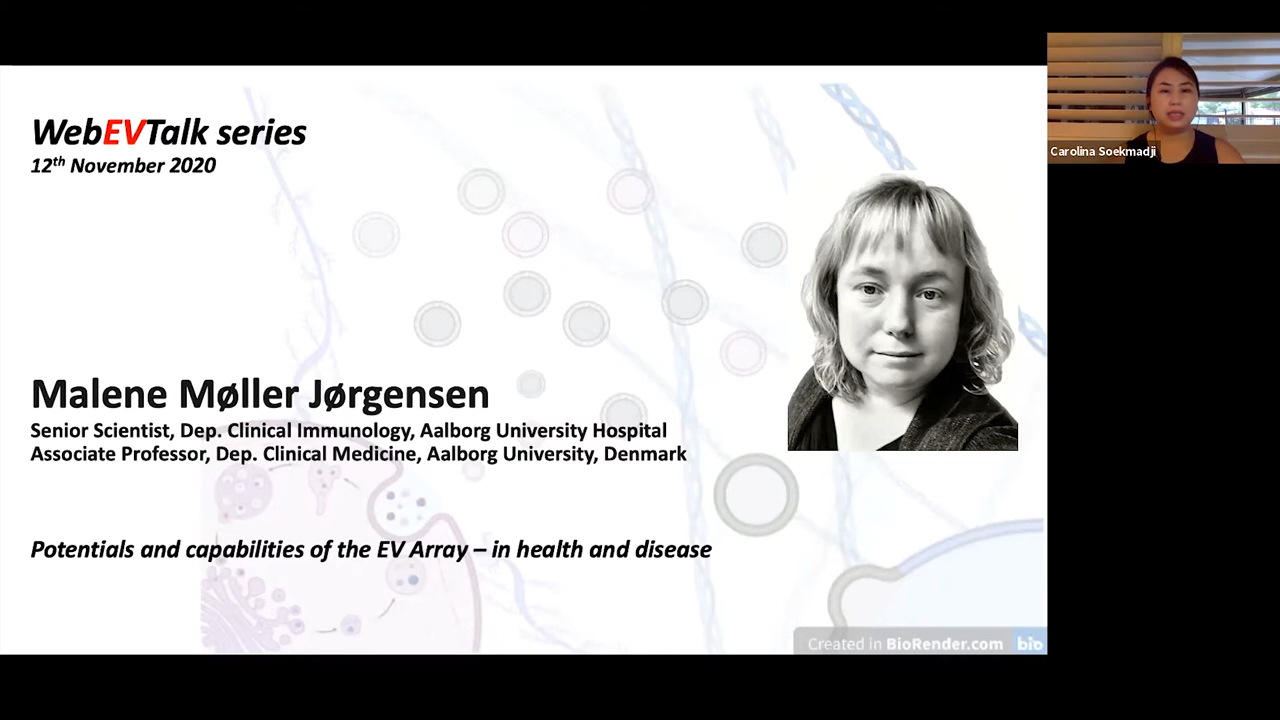 WebEVTalk series
12th November 2020
Carolina Soekmadji
Malene Møller Jørgensen
Senior Scientist, Dep. Clinical Immunology, Aalborg University Hospital
Associate Professor, Dep. Clinical Medicine, Aalborg University, Denmark
Potentials and capabilities of the EV Array – in health and disease
Created in BioRender.com bio